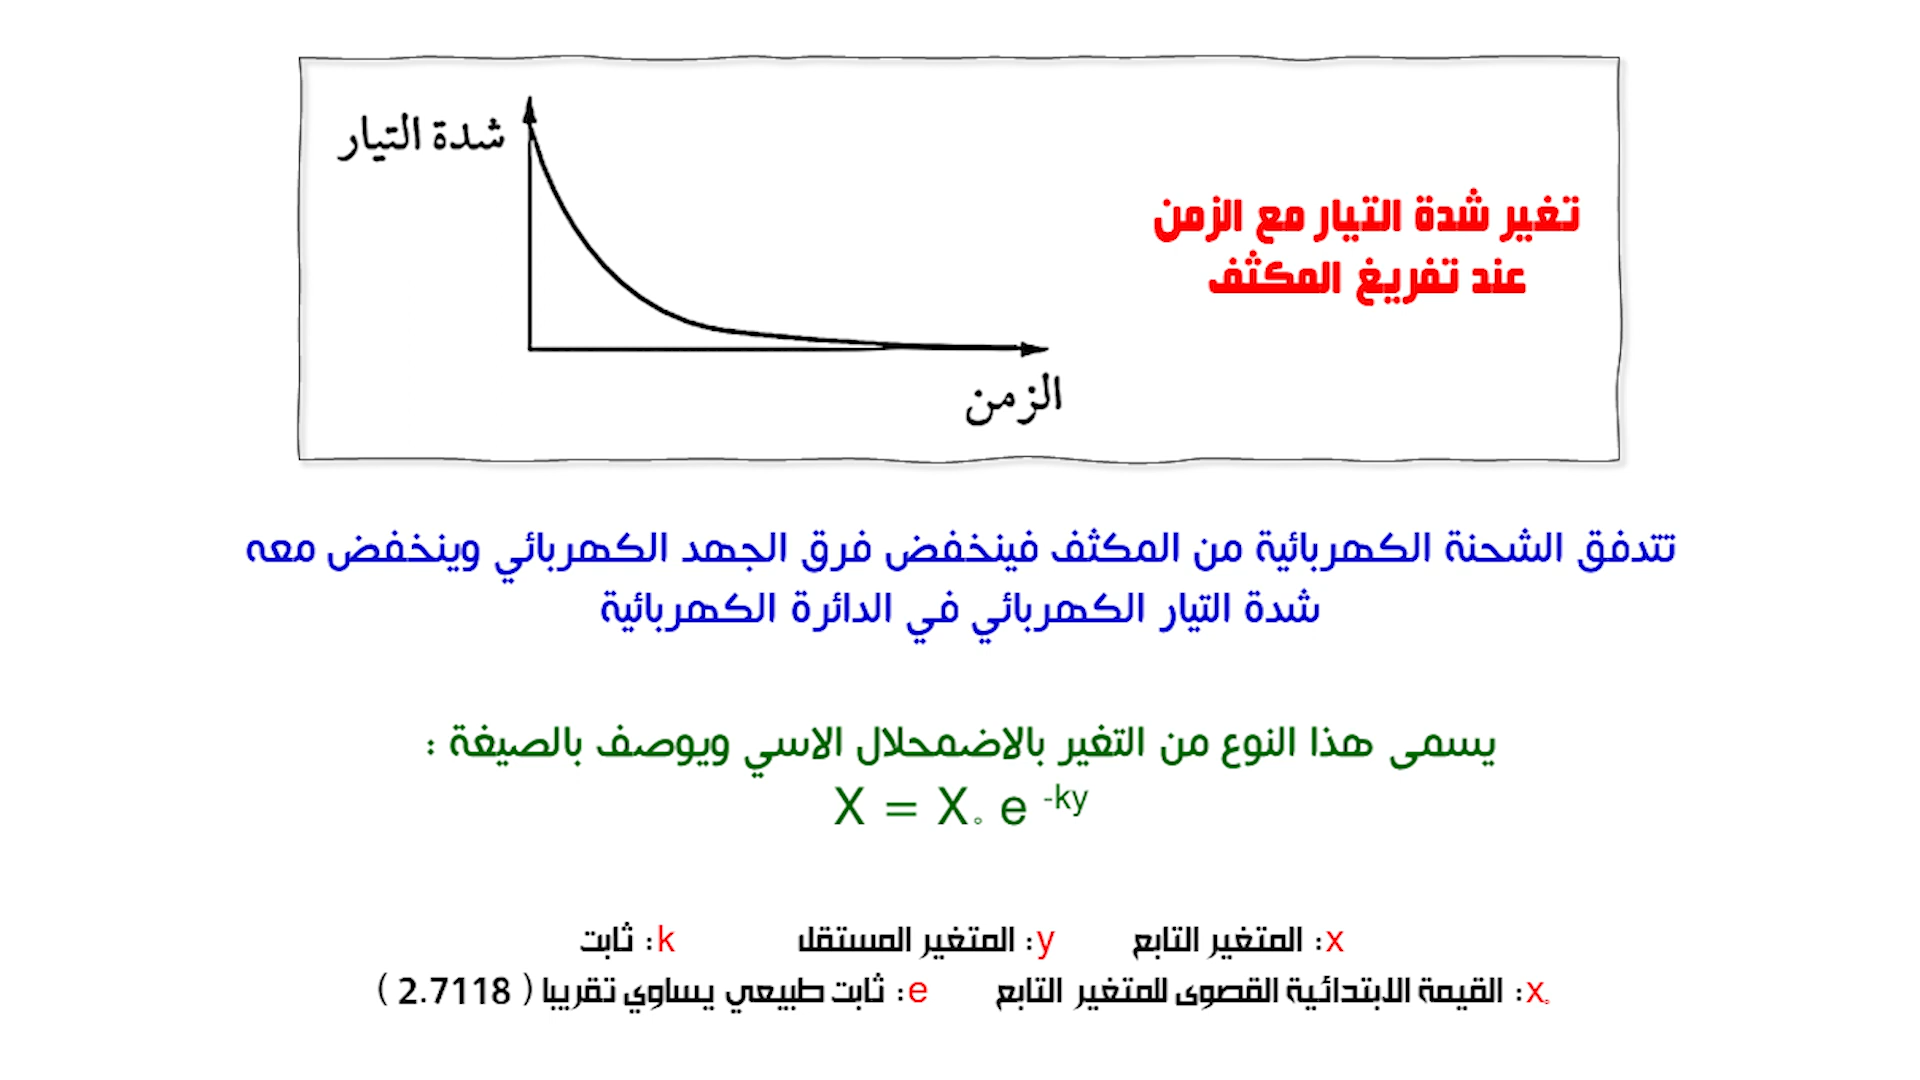 شدة التيار
تغير شدة التيار مع الزمن
عند تفريغ المكثف
الزمن
تتدفق الشحنة الكهربائية من المكثف فينخفض فرق الجهد الكهربائي وينخفض معه
شدة التيار الكهربائي في الدائرة الكهربائية
يسمى هذا النوع من التغير بالاضمحلال الاسي ويوصف بالصيغة :
X = X∘ e -ky
x: المتغير التابع y: المتغير المستقل k: ثابت
x∘: القيمة الابتدائية القصوى للمتغير التابع e: ثابت طبيعي يساوي تقريبا ( 2.7118 )